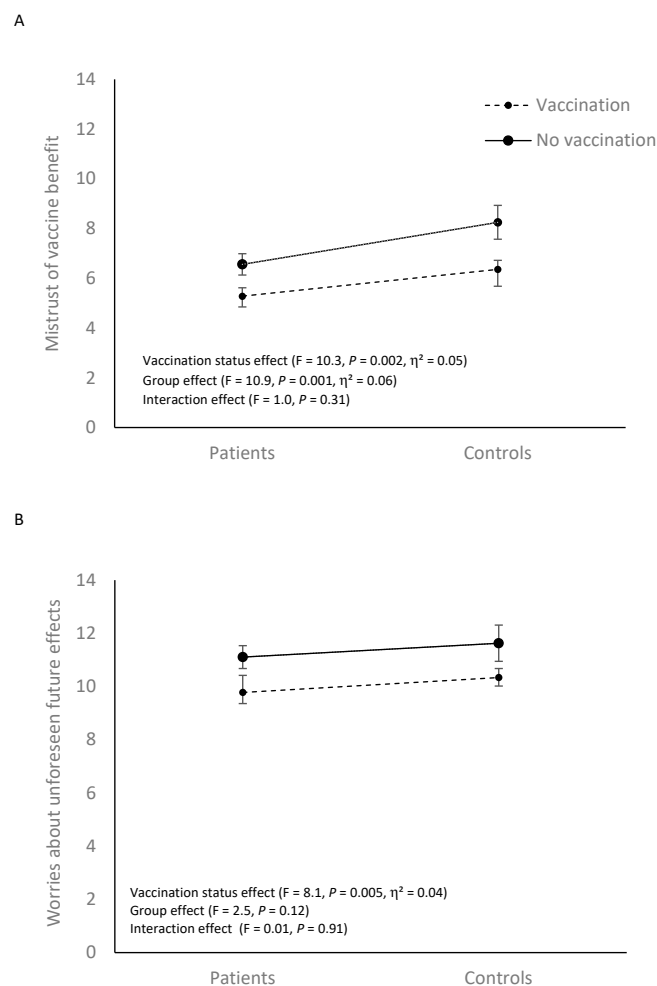 A
14
Vaccination
12
No vaccination
10
8
6
4
2
0
Mistrust of vaccine benefit
Vaccination status effect (F = 10.3, P = 0.002, η² = 0.05)
Group effect (F = 10.9, P = 0.001, η² = 0.06)
Interaction effect (F = 1.0, P = 0.31)
Patients
Controls
B
14
12
10
8
6
4
2
0
Worries about unforeseen future effects
Vaccination status effect (F = 8.1, P = 0.005, η² = 0.04)
Group effect (F = 2.5, P = 0.12)
Interaction effect  (F = 0.01, P = 0.91)
Patients
Controls